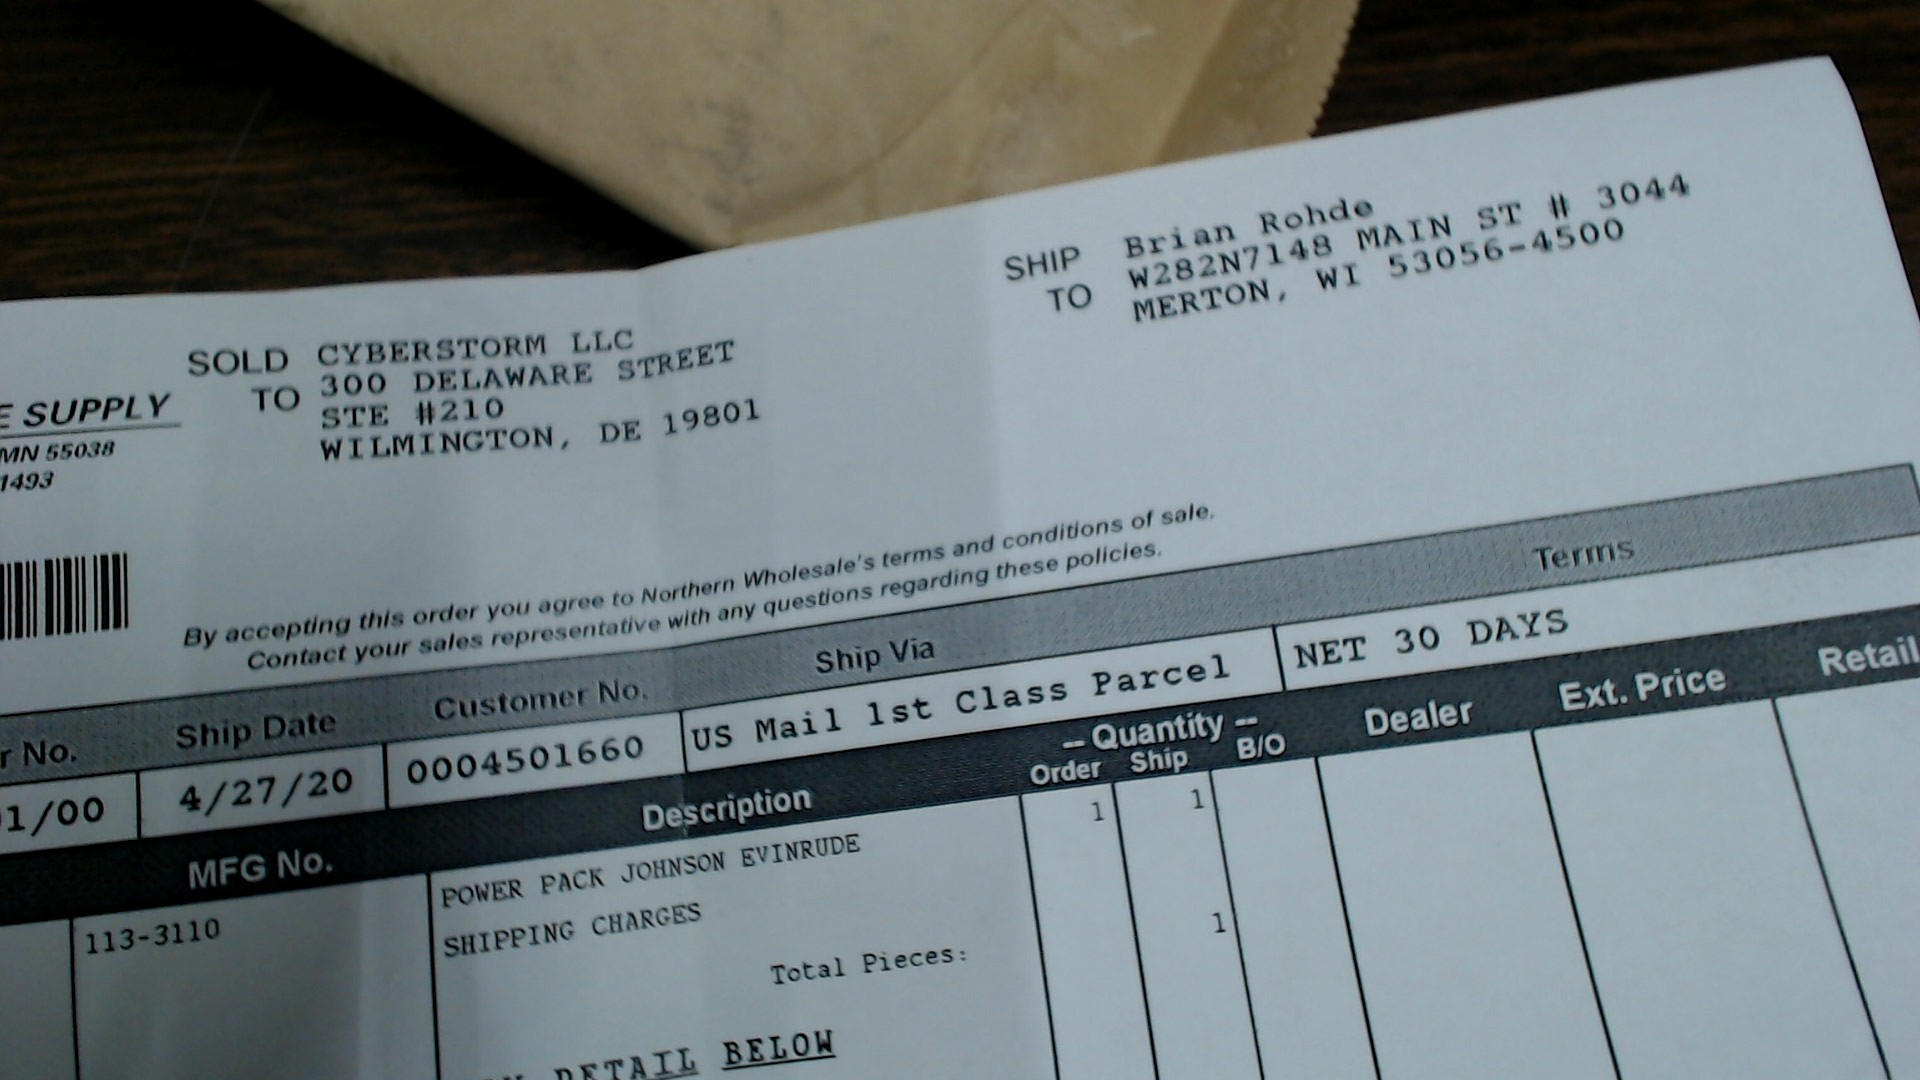 SHIP TO
Brian Rohde
W282N7148 MAIN ST # 3044
MERTON, WI 53056-4500
SOLD TO
CYBERSTORM LLC
300 DELAWARE STREET
STE #210
WILMINGTON, DE 19801
E SUPPLY
MN 55038
1493
By accepting this order you agree to Northern Wholesale's terms and conditions of sale.
Contact your sales representative with any questions regarding these policies.
r No. Ship Date Customer No. Ship Via Terms
1/00 4/27/20 0004501660 US Mail 1st Class Parcel NET 30 DAYS
MFG No. Description -- Quantity -- Dealer Ext. Price Retail
Order Ship B/O
113-3110 POWER PACK JOHNSON EVINRUDE 1 1
SHIPPING CHARGES
Total Pieces: 1
DETAIL BELOW